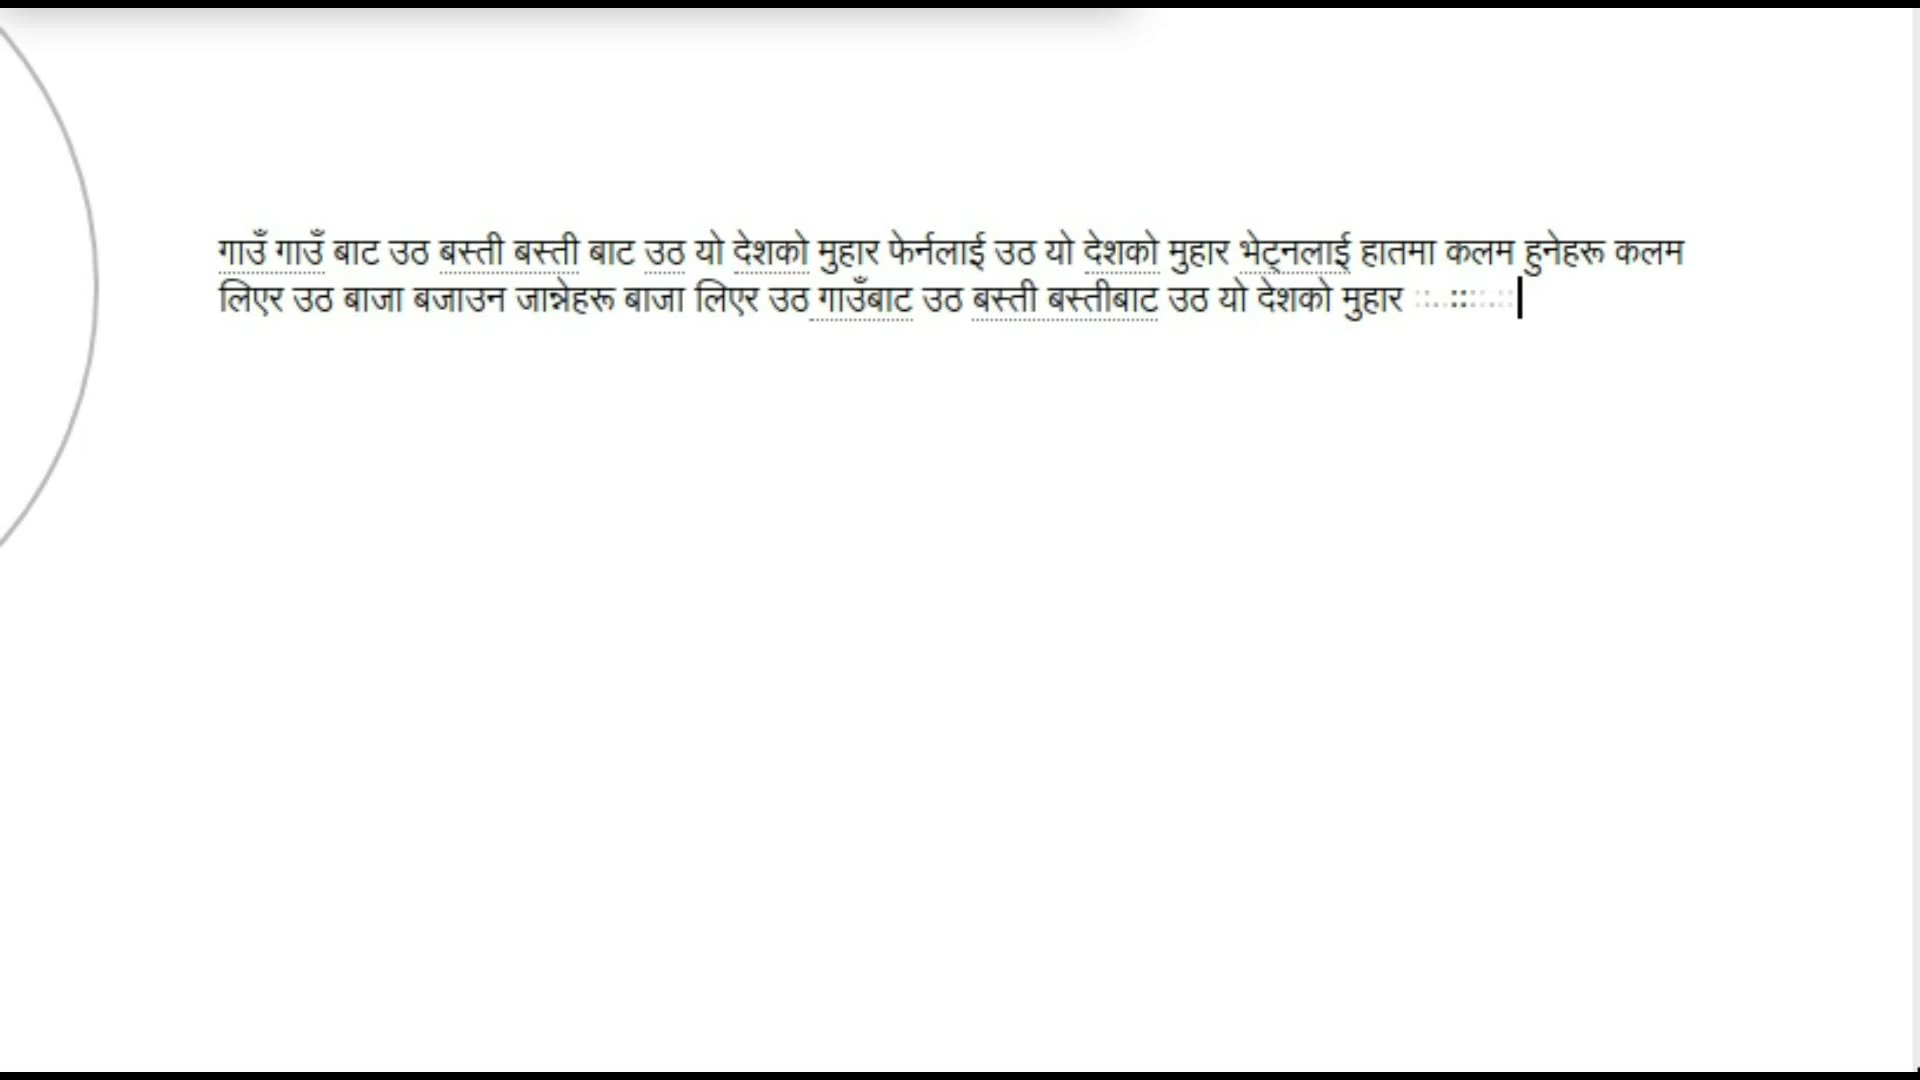 गाउँ गाउँ बाट उठ बस्ती बस्ती बाट उठ यो देशको मुहार फेर्नलाई उठ यो देशको मुहार भेट्नलाई हातमा कलम हुनेहरू कलम
लिएर उठ बाजा बजाउन जान्नेहरू बाजा लिएर उठ गाउँबाट उठ बस्ती बस्तीबाट उठ यो देशको मुहार